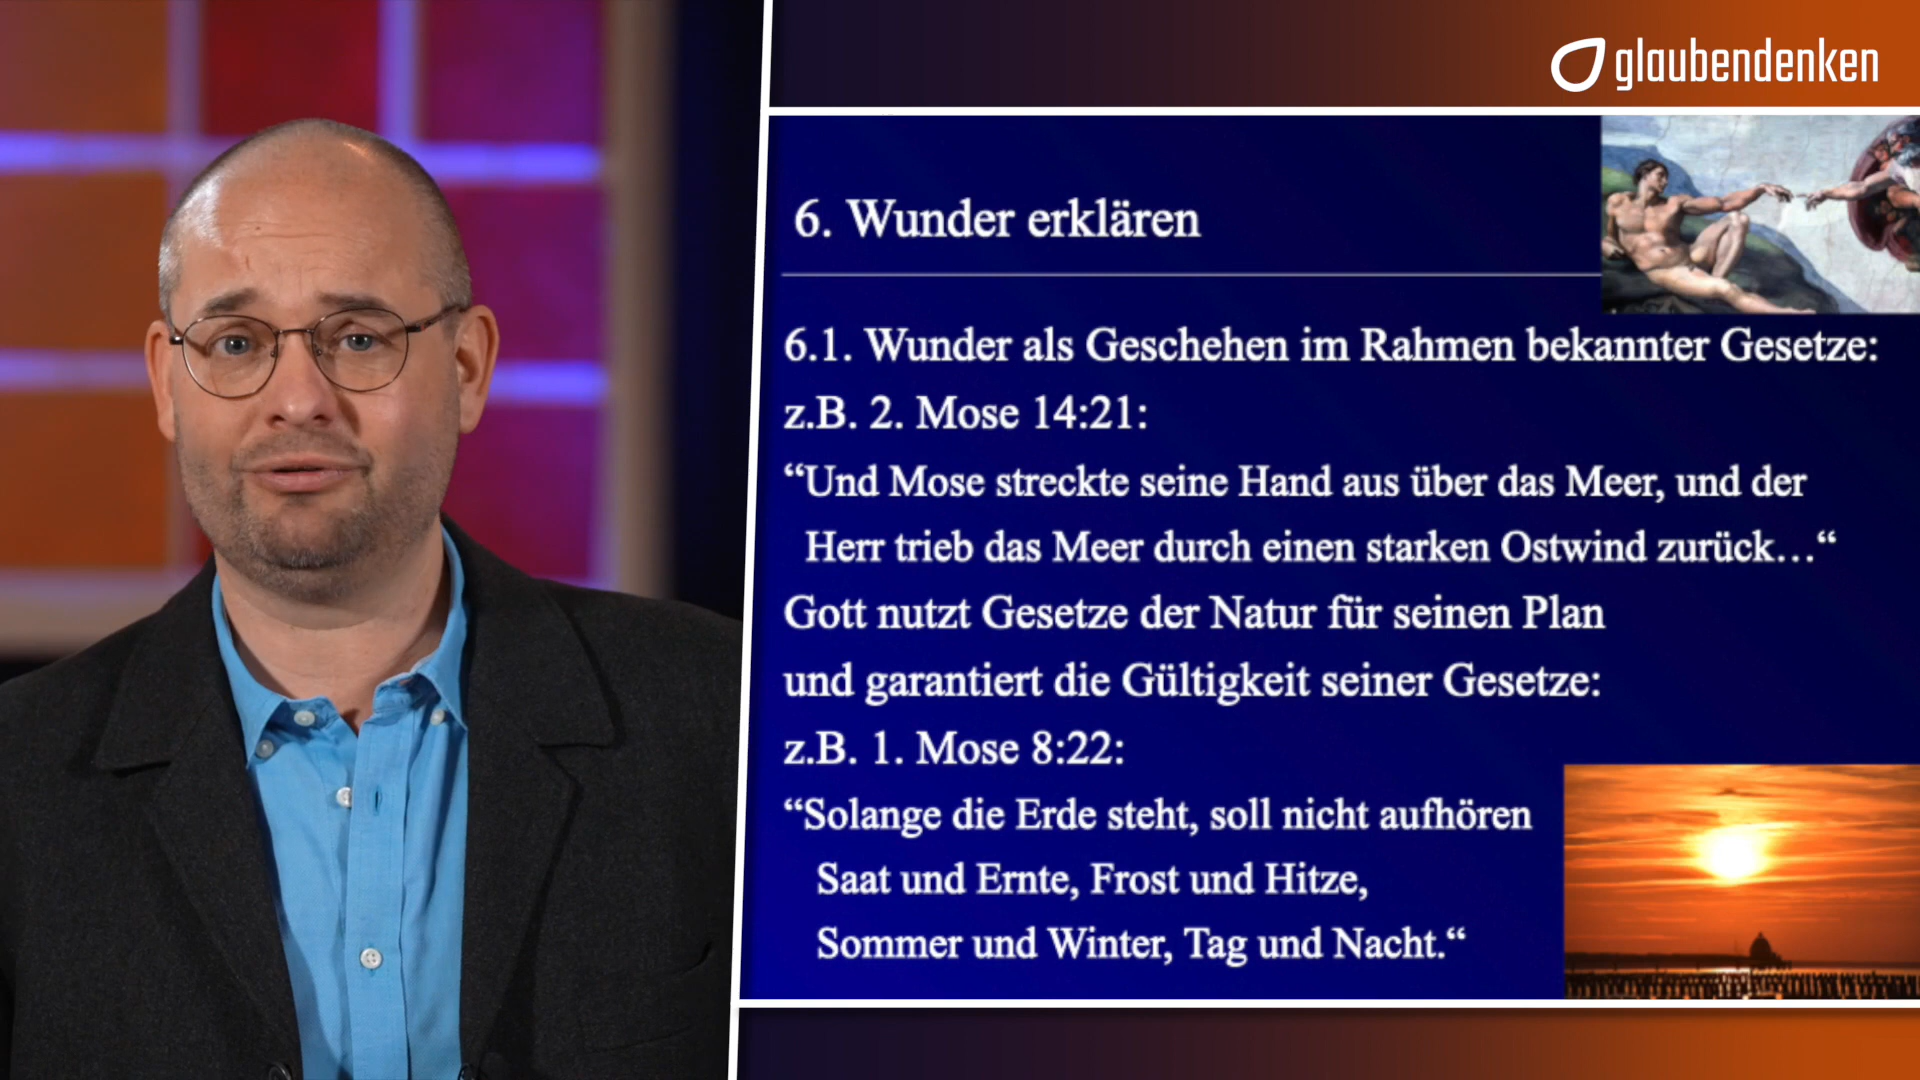 glaubendenken
6. Wunder erklären
6.1. Wunder als Geschehen im Rahmen bekannter Gesetze:
z.B. 2. Mose 14:21:
“Und Mose streckte seine Hand aus über das Meer, und der
Herr trieb das Meer durch einen starken Ostwind zurück…“
Gott nutzt Gesetze der Natur für seinen Plan
und garantiert die Gültigkeit seiner Gesetze:
z.B. 1. Mose 8:22:
“Solange die Erde steht, soll nicht aufhören
Saat und Ernte, Frost und Hitze,
Sommer und Winter, Tag und Nacht.“